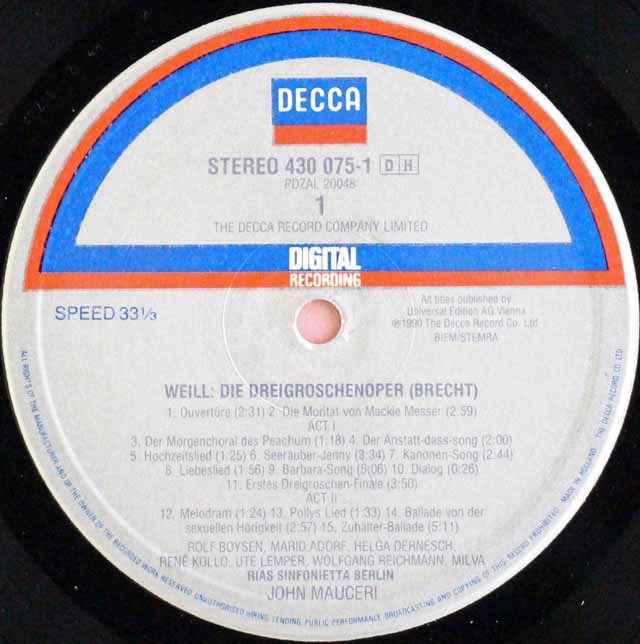 DECCA
STEREO 430 075-1 DH
PDZAL 20048
1
THE DECCA RECORD COMPANY LIMITED
DIGITAL
RECORDING
SPEED 33⅓
All titles published by
Universal Edition AG Vienna
℗1990 The Decca Record Co. Ltd
BIEM/STEMRA
WEILL: DIE DREIGROSCHENOPER (BRECHT)
1. Ouvertüre (2:31) 2. Die Moritat von Mackie Messer (2:59)
ACT I
3. Der Morgenchoral des Peachum (1:18) 4. Der Anstatt-dass-song (2:00)
5. Hochzeitslied (1:25) 6. Seeräuber-Jenny (3:34) 7. Kanonen-Song (2:44)
8. Liebeslied (1:56) 9. Barbara-Song (5:06) 10. Dialog (0:26)
11. Erstes Dreigroschen-Finale (3:50)
ACT II
12. Melodram (1:24) 13. Pollys Lied (1:33) 14. Ballade von der
sexuellen Hörigkeit (2:57) 15. Zuhälter-Ballade (5:11)
ROLF BOYSEN, MARIO ADORF, HELGA DERNESCH,
RENÉ KOLLO, UTE LEMPER, WOLFGANG REICHMANN, MILVA
RIAS SINFONIETTA BERLIN
JOHN MAUCERI
ALL RIGHTS OF THE MANUFACTURER AND OF THE OWNER OF THE RECORDED WORK RESERVED. UNAUTHORISED HIRING, LENDING, PUBLIC PERFORMANCE, BROADCASTING AND COPYING OF THIS RECORD PROHIBITED. MADE IN HOLLAND. THE DECCA RECORD CO LTD